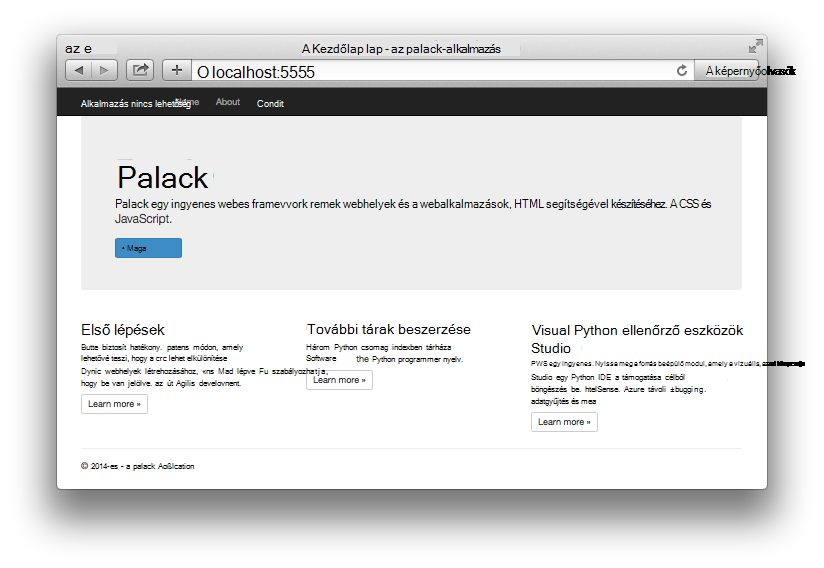 az e
A Kezdőlap lap - az palack-alkalmazás
O localhost:5555
A képernyőolvasók
Alkalmazás nincs lehetőség
Home
About
Condit
Palack
Palack egy ingyenes webes framevvork remek webhelyek és a webalkalmazások, HTML segítségével készítéséhez. A CSS és
JavaScript.
• Maga
Első lépések
Butte biztosít hatékony. patens módon, amely
lehetővé teszi, hogy a crc lehet elkülönítése
Dynic webhelyek létrehozásához, «ns Mad lépve Fu szabályozhatja,
hogy be van jelölve. az út Agilis develovnent.
Learn more »
További tárak beszerzése
Három Python csomag indexben tárháza
Software the Python programmer nyelv.
Learn more »
Visual Python ellenőrző eszközök
Studio
PWS egy ingyenes. Nyissa meg a forrás beépülő modul, amely a vizuális,
Studio egy Python IDE a támogatása célból
böngészés be. htelSense. Azure távoli ±bugging.
adatgyűjtés és mea
Learn more »
© 2014-es - a palack Aoßlcation